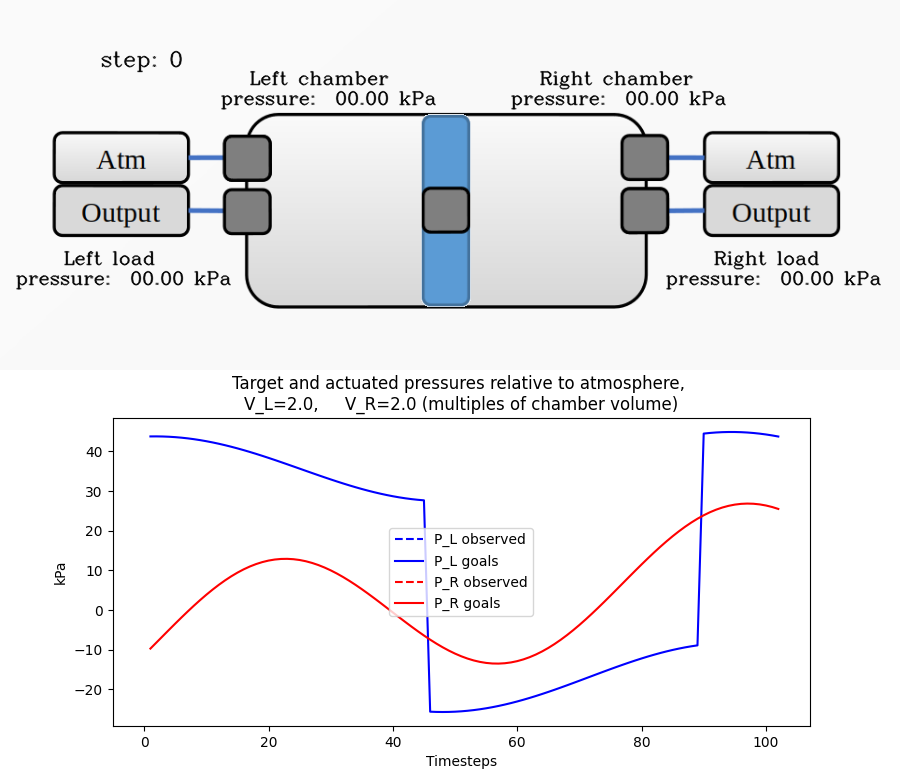 step: 0
Left chamber
pressure: 00.00 kPa
Right chamber
pressure: 00.00 kPa
Atm
Output
Atm
Output
Left load
pressure: 00.00 kPa
Right load
pressure: 00.00 kPa
Target and actuated pressures relative to atmosphere,
V_L=2.0, V_R=2.0 (multiples of chamber volume)
kPa
40
30
20
10
0
−10
−20
P_L observed
P_L goals
P_R observed
P_R goals
0 20 40 60 80 100
Timesteps